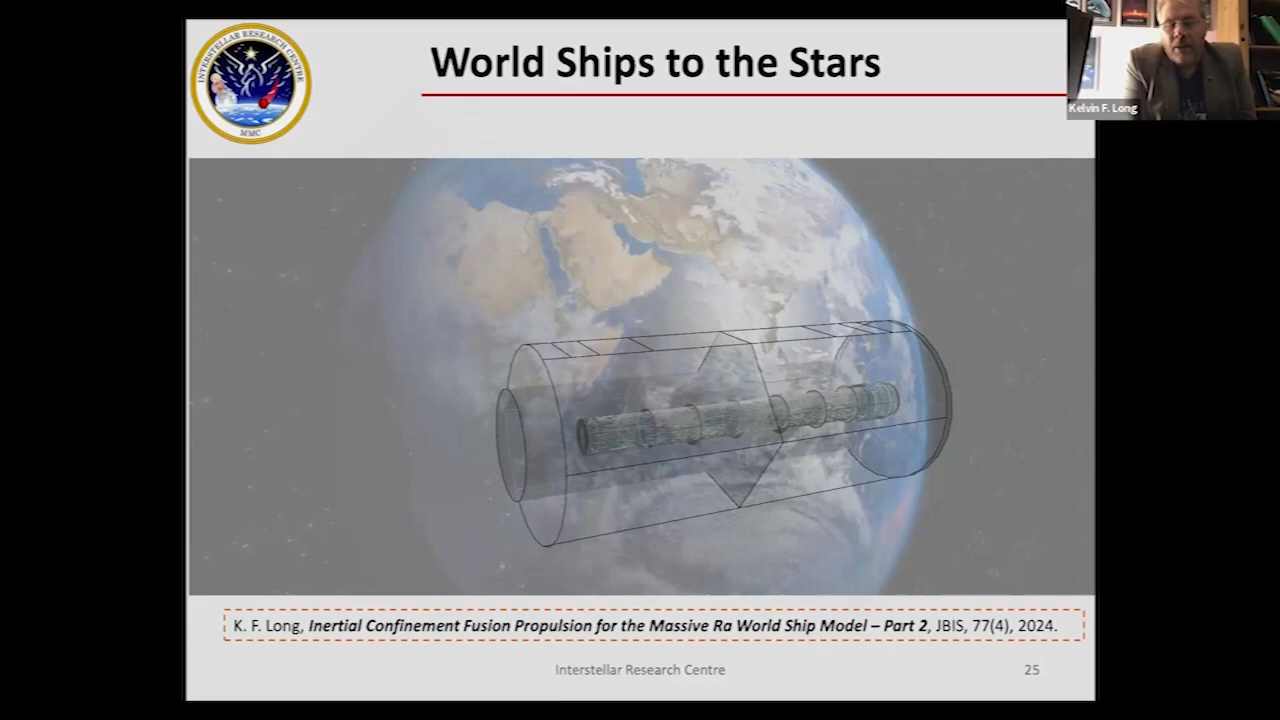 INTERSTELLAR RESEARCH CENTRE
MMC
World Ships to the Stars
Kelvin F. Long
K. F. Long, Inertial Confinement Fusion Propulsion for the Massive Ra World Ship Model – Part 2, JBIS, 77(4), 2024.
Interstellar Research Centre
25